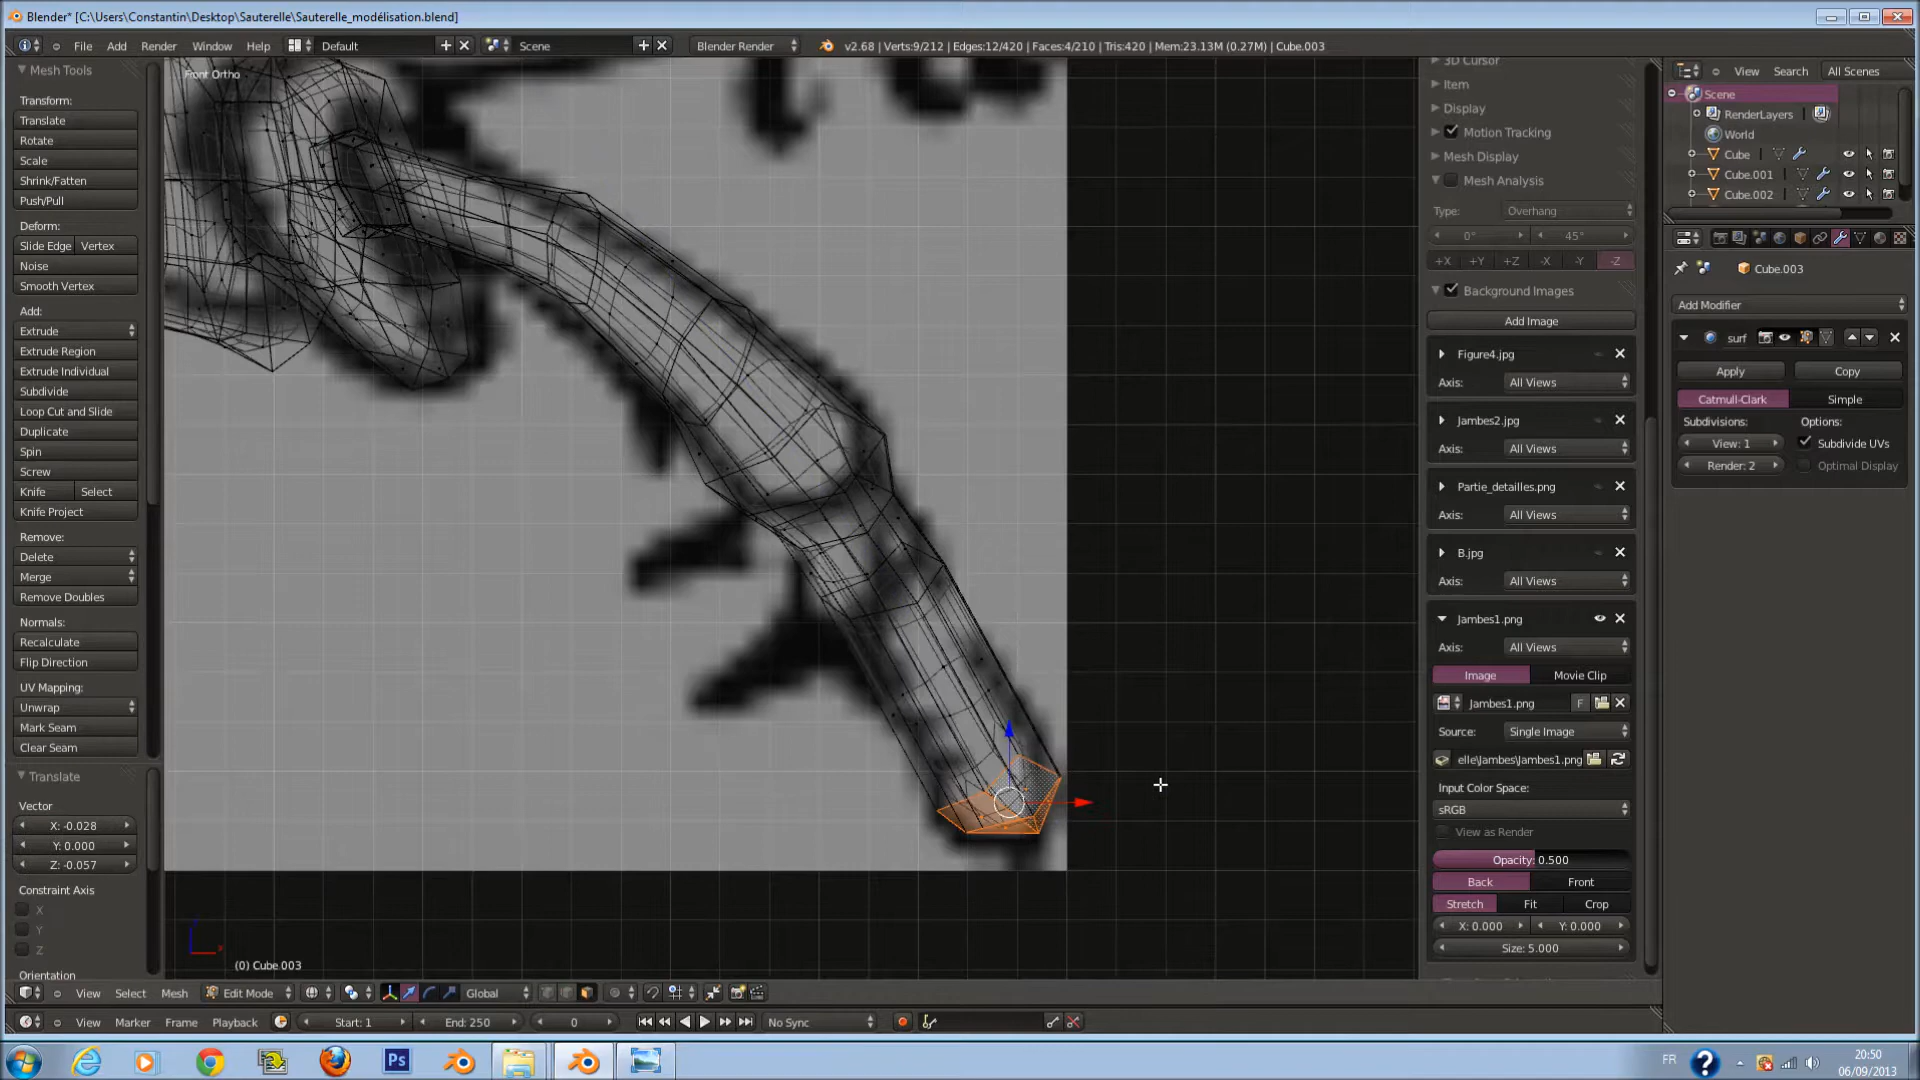 Blender* [C:\Users\Constantin\Desktop\Sauterelle\Sauterelle_modélisation.blend]
File Add Render Window Help Default Scene Blender Render v2.68 | Verts:9/212 | Edges:12/420 | Faces:4/210 | Tris:420 | Mem:23.13M (0.27M) | Cube.003
Mesh Tools
Transform:
Translate
Rotate
Scale
Shrink/Fatten
Push/Pull
Deform:
Slide Edge Vertex
Noise
Smooth Vertex
Add:
Extrude
Extrude Region
Extrude Individual
Subdivide
Loop Cut and Slide
Duplicate
Spin
Screw
Knife Select
Knife Project
Remove:
Delete
Merge
Remove Doubles
Normals:
Recalculate
Flip Direction
UV Mapping:
Unwrap
Mark Seam
Clear Seam
Translate
Vector
X: -0.028
Y: 0.000
Z: -0.057
Constraint Axis
X
Y
Z
Orientation
Front Ortho
(0) Cube.003
3D Cursor
Item
Display
Motion Tracking
Mesh Display
Mesh Analysis
Type: Overhang
0° 45°
+X +Y +Z -X -Y -Z
Background Images
Add Image
Figure4.jpg
Axis: All Views
Jambes2.jpg
Axis: All Views
Partie_detailles.png
Axis: All Views
B.jpg
Axis: All Views
Jambes1.png
Axis: All Views
Image Movie Clip
Jambes1.png F
Source: Single Image
elle\Jambes\Jambes1.png
Input Color Space:
sRGB
View as Render
Opacity: 0.500
Back Front
Stretch Fit Crop
X: 0.000 Y: 0.000
Size: 5.000
View Search All Scenes
Scene
RenderLayers
World
Cube
Cube.001
Cube.002
Cube.003
Add Modifier
surf
Apply Copy
Catmull-Clark Simple
Subdivisions: Options:
View: 1 Subdivide UVs
Render: 2 Optimal Display
View Select Mesh Edit Mode Global
View Marker Frame Playback Start: 1 End: 250 0 No Sync
Ps
FR
20:50
06/09/2013